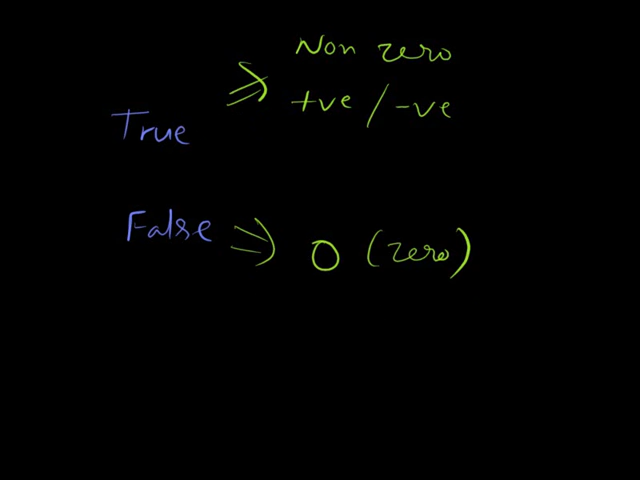 Non zero
True => +ve / -ve
False => 0 (zero)